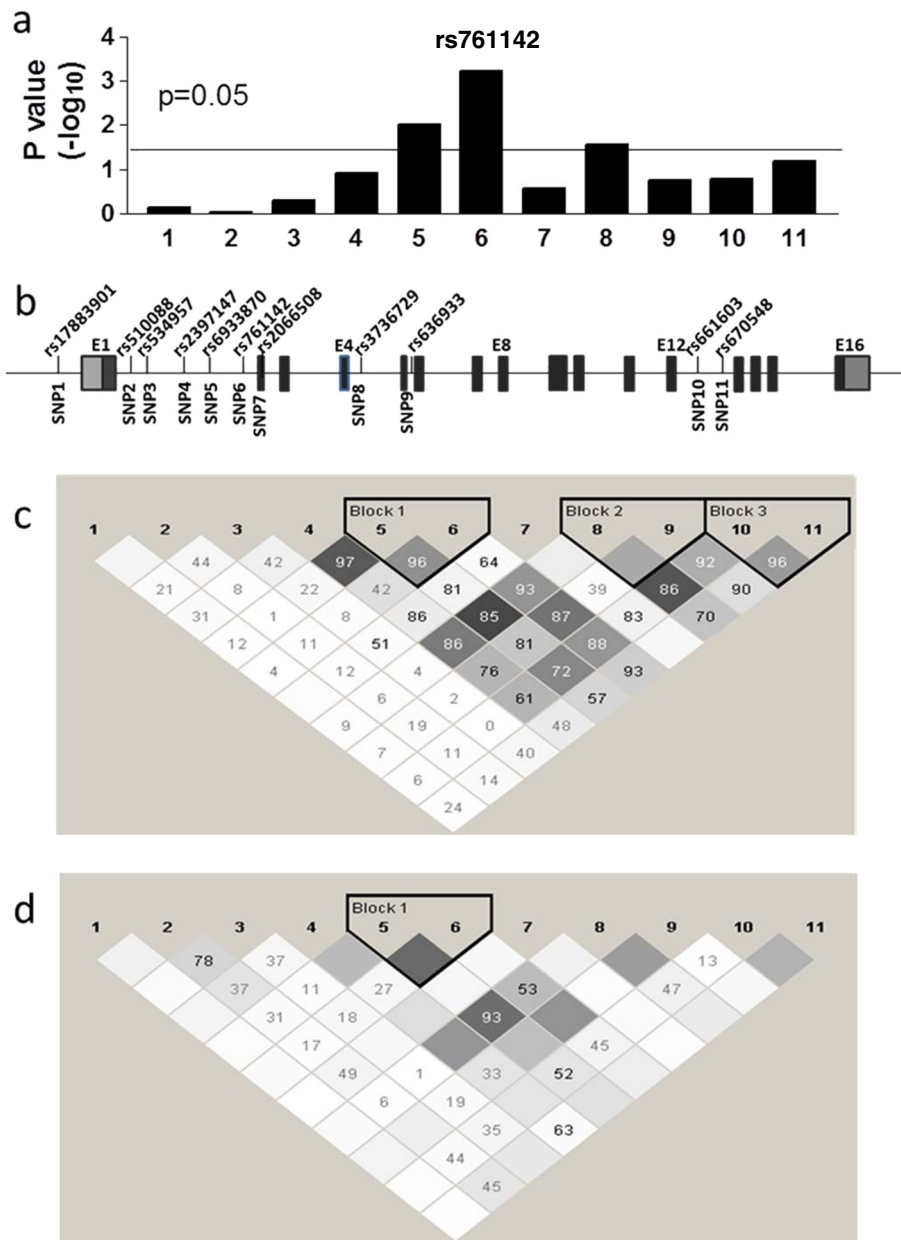 a
rs761142
P value
(-log10)
p=0.05
4
3
2
1
0
1 2 3 4 5 6 7 8 9 10 11
b
rs17883901 rs510088 rs534957 rs2397147 rs6933870 rs761142 rs2066508 rs3736729 rs636933 rs661603 rs670548
E1 E4 E8 E12 E16
SNP1 SNP2 SNP3 SNP4 SNP5 SNP6 SNP7 SNP8 SNP9 SNP10 SNP11
c
Block 1 Block 2 Block 3
1 2 3 4 5 6 7 8 9 10 11
44 42 97 96 64 92 96
21 8 22 42 81 93 39 86 90
31 1 8 86 85 87 83 70
12 11 51 86 81 88
4 12 4 76 72 93
6 2 61 57
9 19 0 48
7 11 40
6 14
24
d
Block 1
1 2 3 4 5 6 7 8 9 10 11
78 37 13
37 11 27 53 47
31 18 93
17 45
49 1 33 52
6 19
35 63
44
45